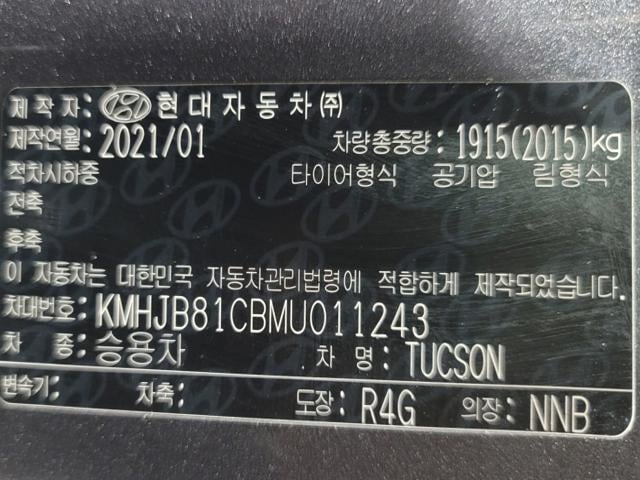 제작자: 현대자동차㈜
제작연월: 2021/01 차량총중량: 1915(2015)kg
적차시하중 타이어형식 공기압 림형식
전축
후축
이 자동차는 대한민국 자동차관리법령에 적합하게 제작되었습니다.
차대번호: KMHJB81CBMU011243
차 종: 승용차 차 명: TUCSON
변속기: 차축: 도장: R4G 의장: NNB